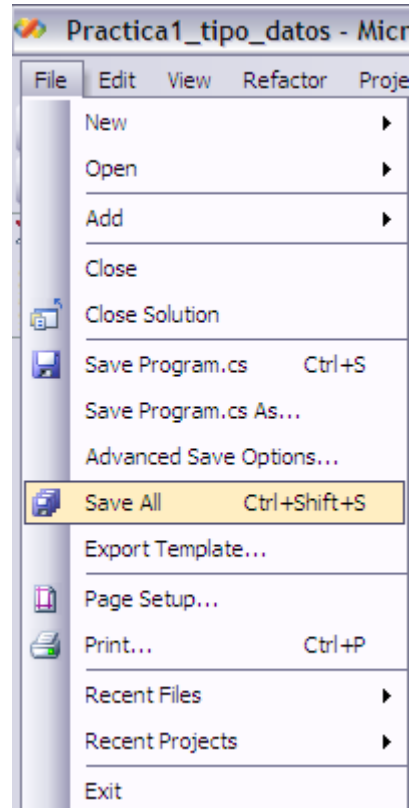 Practica1_tipo_datos - Micr
File Edit View Refactor Proje
New
Open
Add
Close
Close Solution
Save Program.cs Ctrl+S
Save Program.cs As...
Advanced Save Options...
Save All Ctrl+Shift+S
Export Template...
Page Setup...
Print... Ctrl+P
Recent Files
Recent Projects
Exit